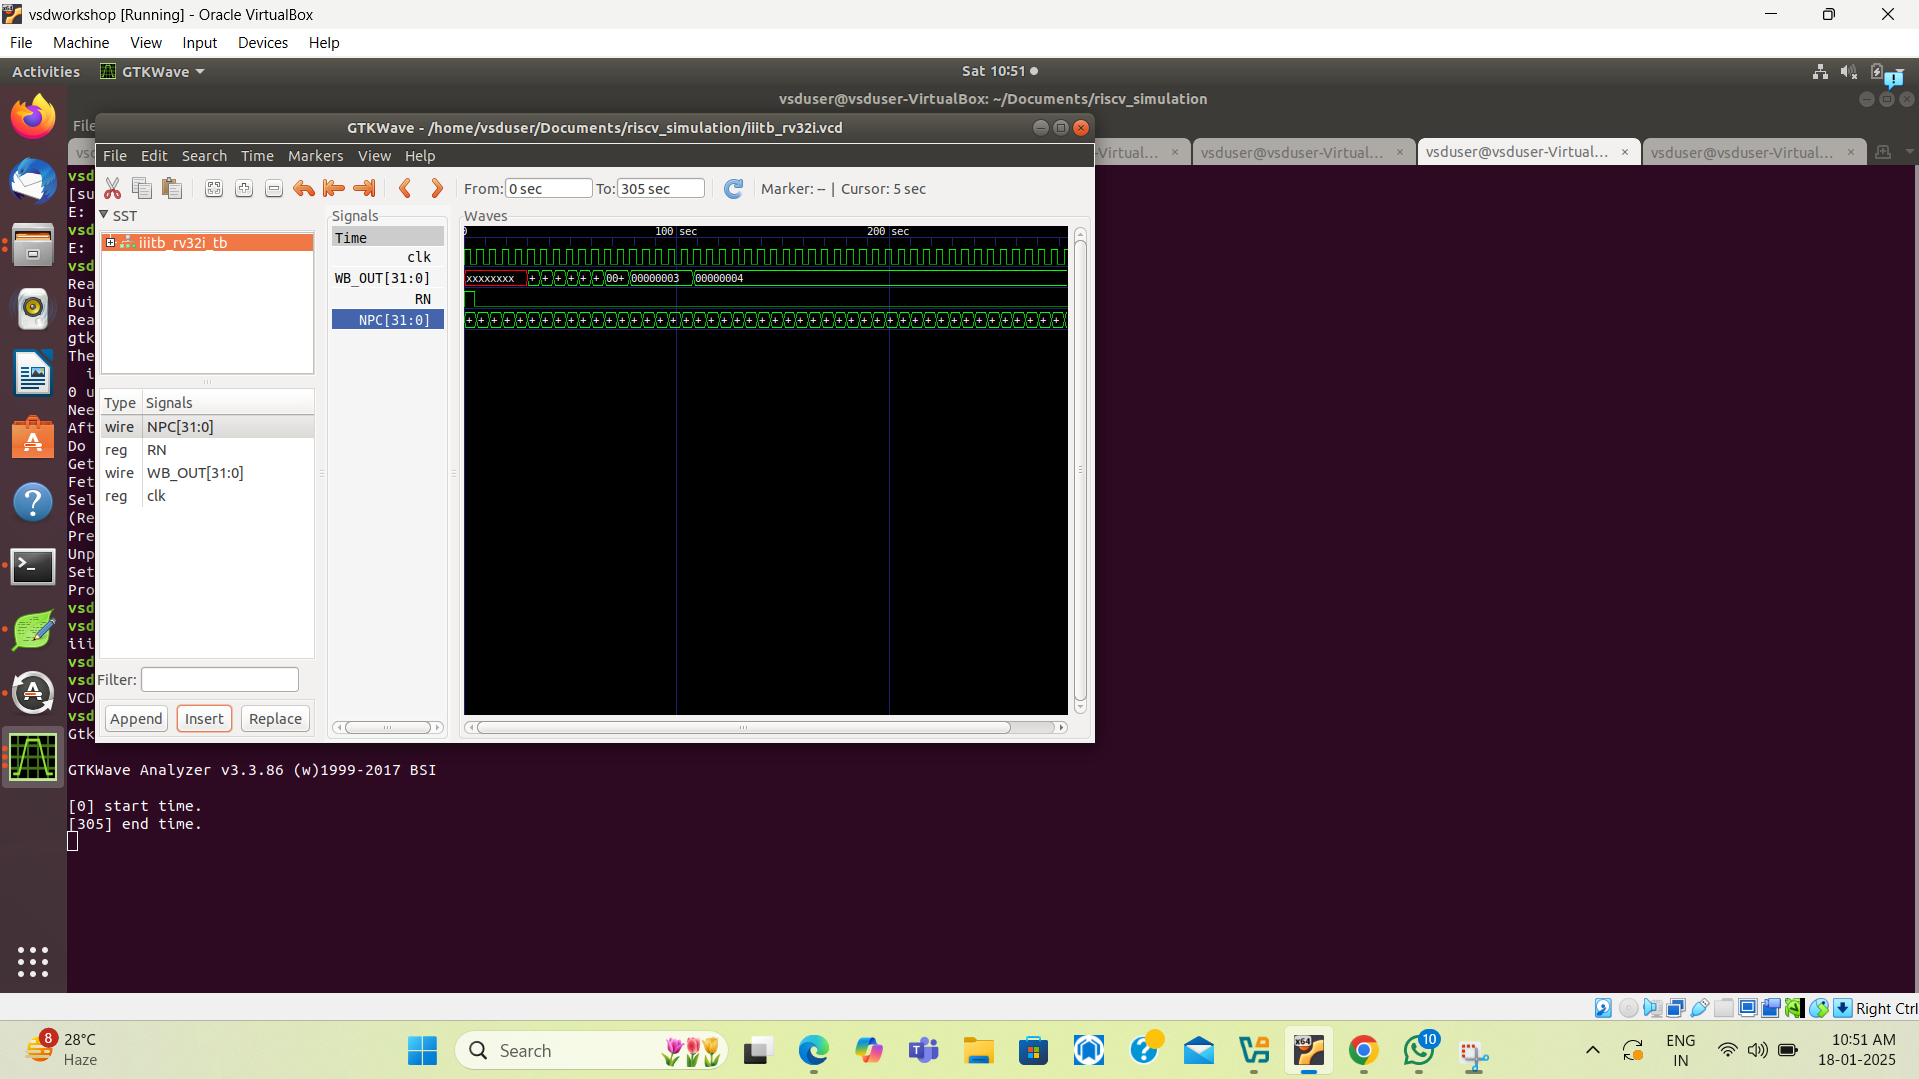 vsdworkshop [Running] - Oracle VirtualBox
File Machine View Input Devices Help
Activities GTKWave Sat 10:51
vsduser@vsduser-VirtualBox: ~/Documents/riscv_simulation
File
GTKWave - /home/vsduser/Documents/riscv_simulation/iiitb_rv32i.vcd
-Virtual... × vsduser@vsduser-Virtual... × vsduser@vsduser-Virtual... × vsduser@vsduser-Virtual... ×
File Edit Search Time Markers View Help
From: 0 sec To: 305 sec Marker: -- | Cursor: 5 sec
SST
iiitb_rv32i_tb
Type Signals
wire NPC[31:0]
reg RN
wire WB_OUT[31:0]
reg clk
Filter:
Append Insert Replace
Signals
Time
clk
WB_OUT[31:0]
RN
NPC[31:0]
Waves
0 100 sec 200 sec
xxxxxxxx + + + + + + 00+ 00000003 00000004
+ + + + + + + + + + + + + + + + + + + + + + + + + + + + + + + + + + + + + + + + + + + + + + +
vsd
[su
E:
vsd
E:
vsd
Rea
Bui
Rea
gtk
The
i
0 u
Nee
Aft
Do
Get
Fet
Sel
(Re
Pre
Unp
Set
Pro
vsd
vsd
iii
vsd
vsd
VCD
vsd
Gtk
GTKWave Analyzer v3.3.86 (w)1999-2017 BSI
[0] start time.
[305] end time.
Right Ctrl
8 28°C
Haze
Search
10
ENG
IN
10:51 AM
18-01-2025